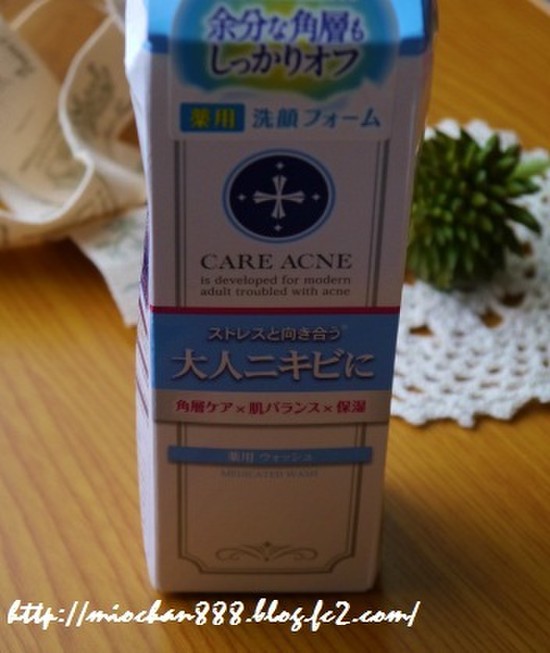 余分な角層も
しっかりオフ
薬用 洗顔フォーム
CARE ACNE
is developed for modern
adult troubled with acne
ストレスと向き合う
大人ニキビに
角層ケア×肌バランス×保湿
薬用 ウォッシュ
MEDICATED WASH
http://miochan888.blog.fc2.com/